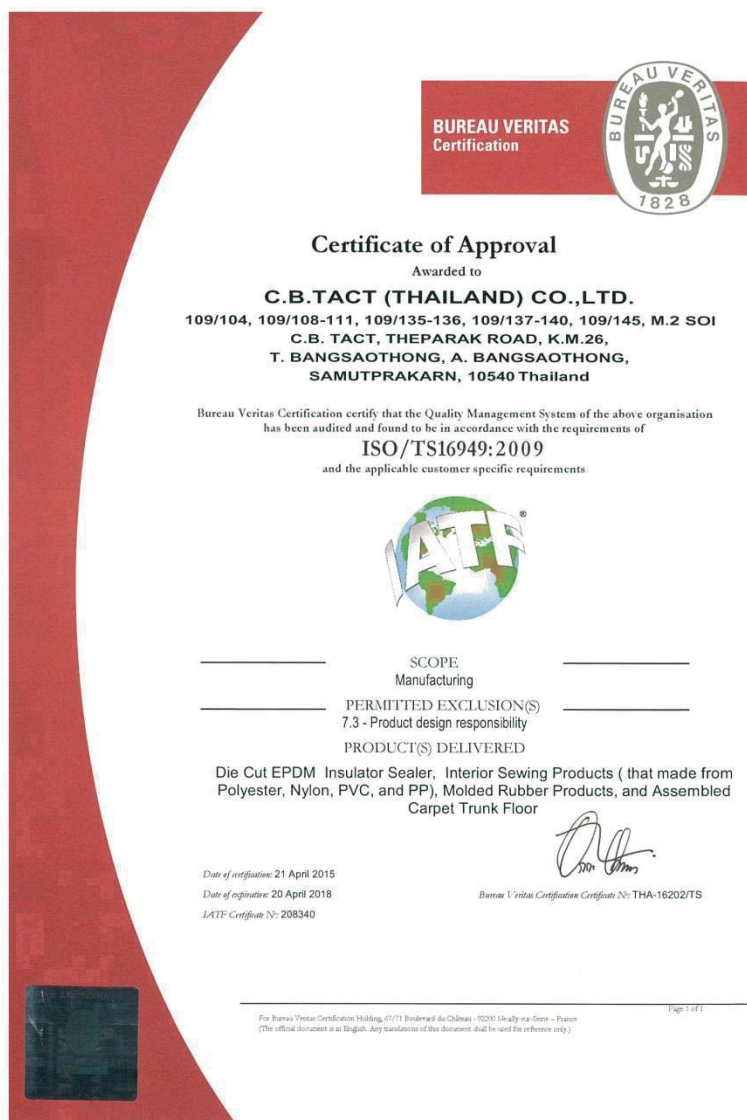 BUREAU VERITAS
Certification
BUREAU VERITAS
1828
Certificate of Approval
Awarded to
C.B.TACT (THAILAND) CO.,LTD.
109/104, 109/108-111, 109/135-136, 109/137-140, 109/145, M.2 SOI
C.B. TACT, THEPARAK ROAD, K.M.26,
T. BANGSAOTHONG, A. BANGSAOTHONG,
SAMUTPRAKARN, 10540 Thailand
Bureau Veritas Certification certify that the Quality Management System of the above organisation
has been audited and found to be in accordance with the requirements of
ISO/TS16949:2009
and the applicable customer specific requirements
IATF®
SCOPE
Manufacturing
PERMITTED EXCLUSION(S)
7.3 - Product design responsibility
PRODUCT(S) DELIVERED
Die Cut EPDM Insulator Sealer, Interior Sewing Products ( that made from
Polyester, Nylon, PVC, and PP), Molded Rubber Products, and Assembled
Carpet Trunk Floor
Date of certification: 21 April 2015
Date of expiration: 20 April 2018
Bureau Veritas Certification Certificate Nº: THA-16202/TS
IATF Certificate Nº: 208340
Page 1 of 1
For Bureau Veritas Certification Holding, 67/71 Boulevard du Château - 92200 Neuilly-sur-Seine – France
(The official document is in English. Any translations of this document shall be used for reference only.)